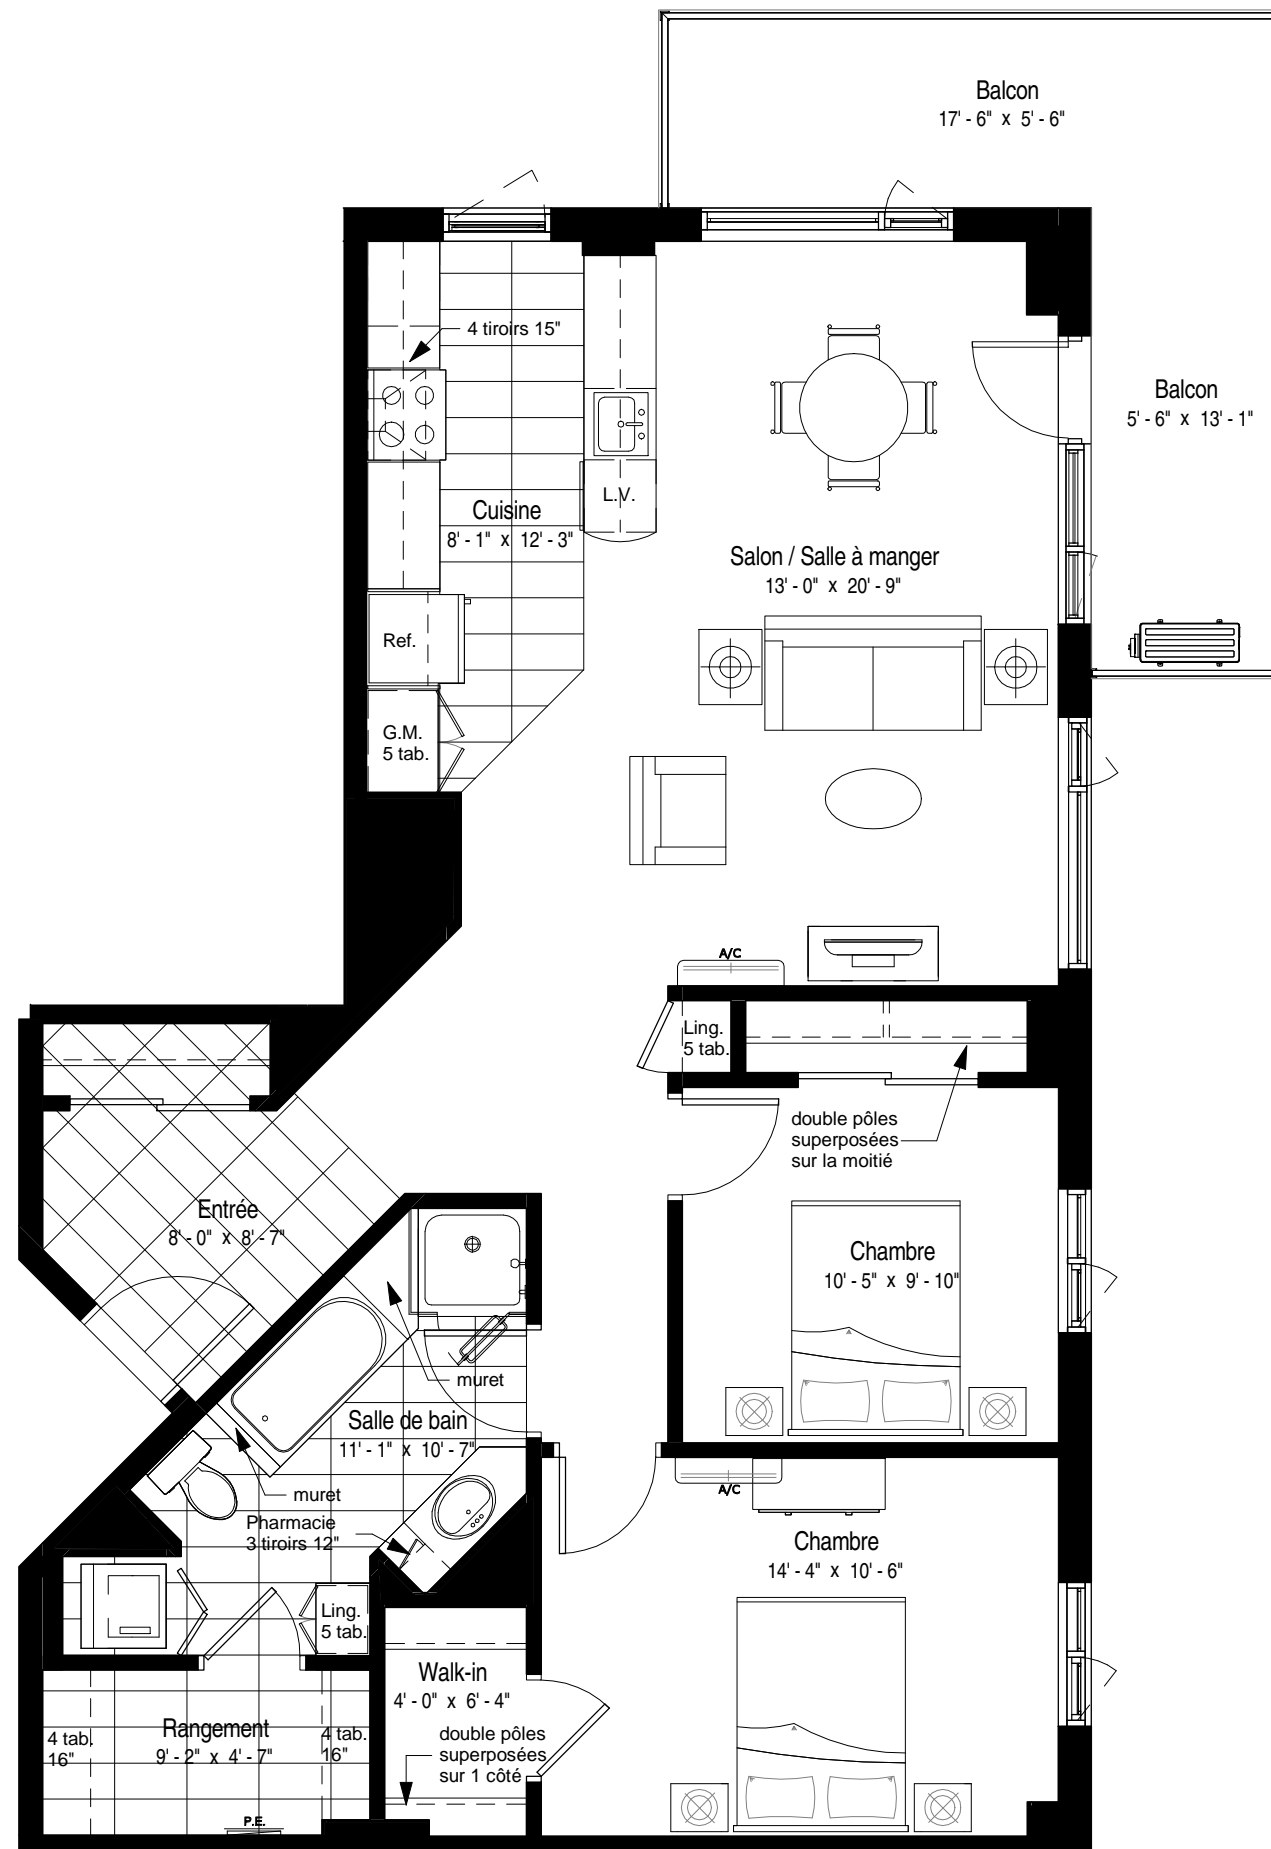 Balcon
17' - 6" x 5' - 6"
4 tiroirs 15"
Balcon
5' - 6" x 13' - 1"
L.V.
Cuisine
8' - 1" x 12' - 3"
Salon / Salle à manger
13' - 0" x 20' - 9"
Ref.
G.M.
5 tab.
A/C
Ling.
5 tab.
double pôles
superposées
sur la moitié
Entrée
8' - 0" x 8' - 7"
Chambre
10' - 5" x 9' - 10"
muret
Salle de bain
11' - 1" x 10' - 7"
muret
A/C
Pharmacie
3 tiroirs 12"
Chambre
14' - 4" x 10' - 6"
Ling.
5 tab.
Walk-in
4' - 0" x 6' - 4"
Rangement
9' - 2" x 4' - 7"
4 tab.
16"
4 tab.
16"
double pôles
superposées
sur 1 côté
P.E.